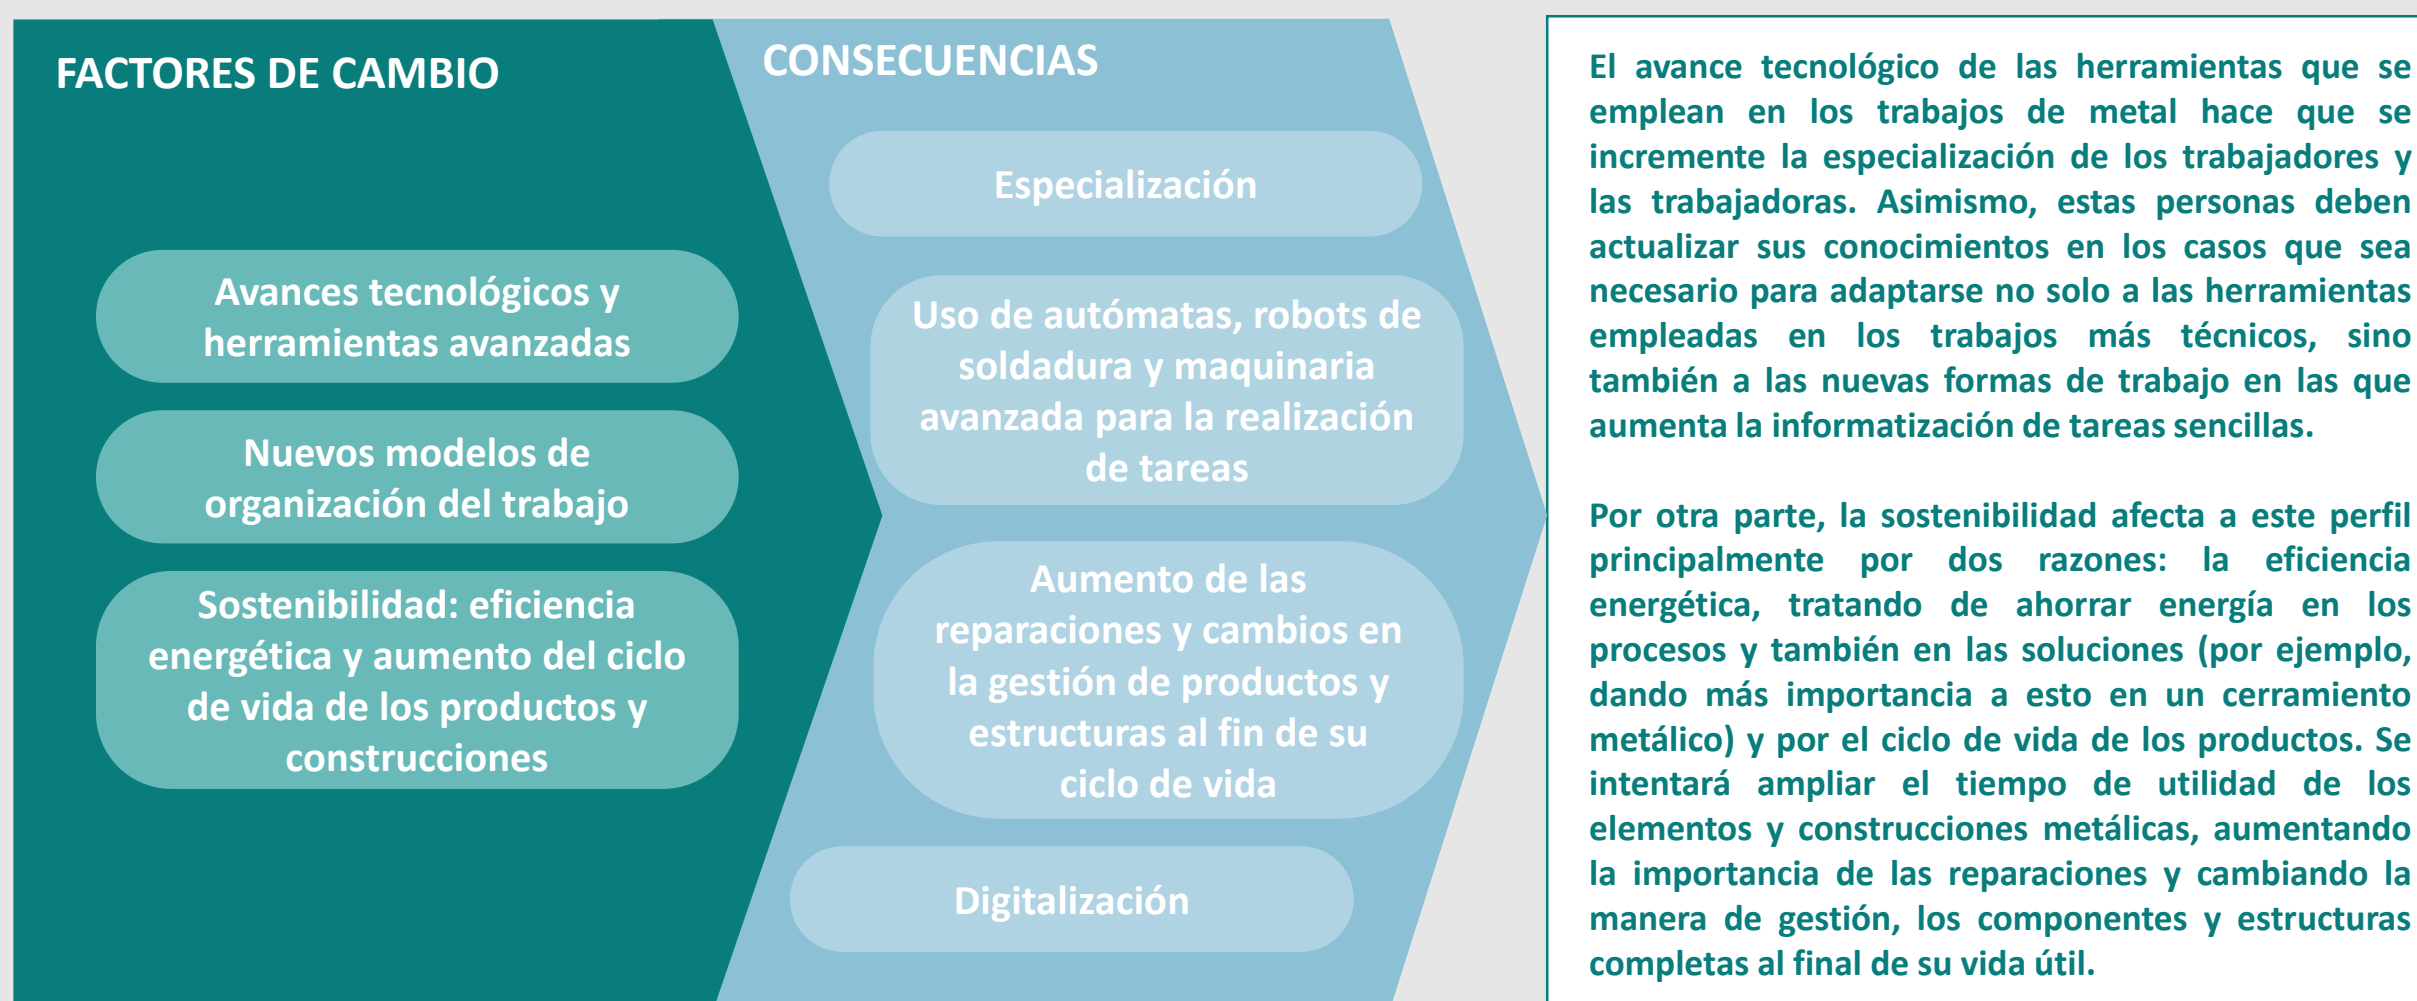 FACTORES DE CAMBIO
Avances tecnológicos y
herramientas avanzadas
Nuevos modelos de
organización del trabajo
Sostenibilidad: eficiencia
energética y aumento del ciclo
de vida de los productos y
construcciones
CONSECUENCIAS
Especialización
Uso de autómatas, robots de
soldadura y maquinaria
avanzada para la realización
de tareas
Aumento de las
reparaciones y cambios en
la gestión de productos y
estructuras al fin de su
ciclo de vida
Digitalización
El avance tecnológico de las herramientas que se
emplean en los trabajos de metal hace que se
incremente la especialización de los trabajadores y
las trabajadoras. Asimismo, estas personas deben
actualizar sus conocimientos en los casos que sea
necesario para adaptarse no solo a las herramientas
empleadas en los trabajos más técnicos, sino
también a las nuevas formas de trabajo en las que
aumenta la informatización de tareas sencillas.
Por otra parte, la sostenibilidad afecta a este perfil
principalmente por dos razones: la eficiencia
energética, tratando de ahorrar energía en los
procesos y también en las soluciones (por ejemplo,
dando más importancia a esto en un cerramiento
metálico) y por el ciclo de vida de los productos. Se
intentará ampliar el tiempo de utilidad de los
elementos y construcciones metálicas, aumentando
la importancia de las reparaciones y cambiando la
manera de gestión, los componentes y estructuras
completas al final de su vida útil.